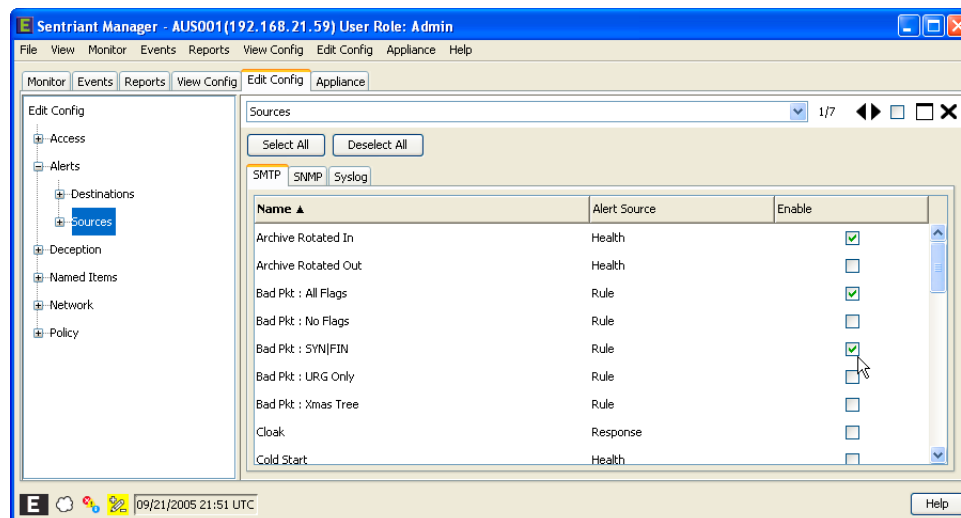 E Sentriant Manager - AUS001(192.168.21.59) User Role: Admin
File View Monitor Events Reports View Config Edit Config Appliance Help
Monitor Events Reports View Config Edit Config Appliance
Edit Config
Access
Alerts
Destinations
Sources
Deception
Named Items
Network
Policy
Sources 1/7
Select All Deselect All
SMTP SNMP Syslog
Name Alert Source Enable
Archive Rotated In Health
Archive Rotated Out Health
Bad Pkt : All Flags Rule
Bad Pkt : No Flags Rule
Bad Pkt : SYN|FIN Rule
Bad Pkt : URG Only Rule
Bad Pkt : Xmas Tree Rule
Cloak Response
Cold Start Health
E 09/21/2005 21:51 UTC Help